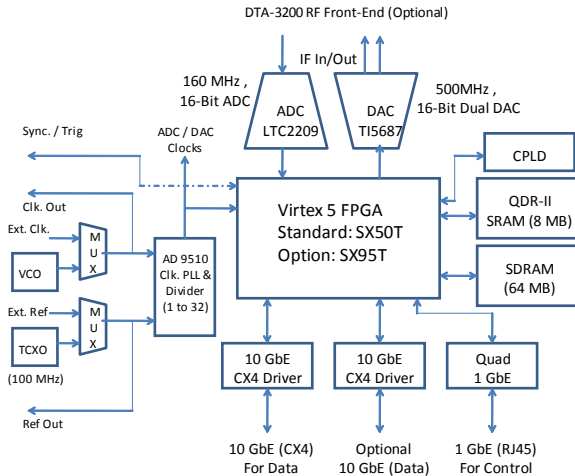 DTA-3200 RF Front-End (Optional)
IF In/Out
160 MHz ,
16-Bit ADC
ADC
LTC2209
DAC
TI5687
500MHz ,
16-Bit Dual DAC
Sync. / Trig
ADC / DAC
Clocks
CPLD
Clk. Out
Ext. Clk.
VCO
M
U
X
AD 9510
Clk. PLL &
Divider
(1 to 32)
Virtex 5 FPGA
Standard: SX50T
Option: SX95T
QDR-II
SRAM (8 MB)
SDRAM
(64 MB)
Ext. Ref
TCXO
(100 MHz)
M
U
X
Ref Out
10 GbE
CX4 Driver
10 GbE
CX4 Driver
Quad
1 GbE
10 GbE (CX4)
For Data
Optional
10 GbE (Data)
1 GbE (RJ45)
For Control